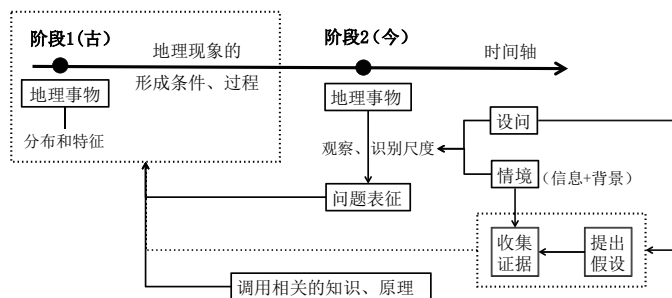 阶段1(古)
地理现象的
阶段2(今)
时间轴
形成条件、过程
地理事物
地理事物
分布和特征
设问
观察、识别尺度
情境
(信息+背景)
问题表征
收集
证据
提出
假设
调用相关的知识、原理